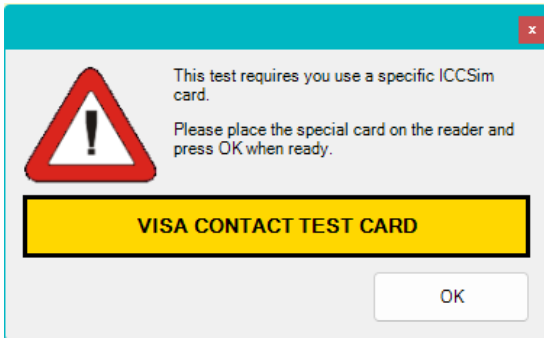 x
This test requires you use a specific ICCSim
card.
Please place the special card on the reader and
press OK when ready.
VISA CONTACT TEST CARD
OK